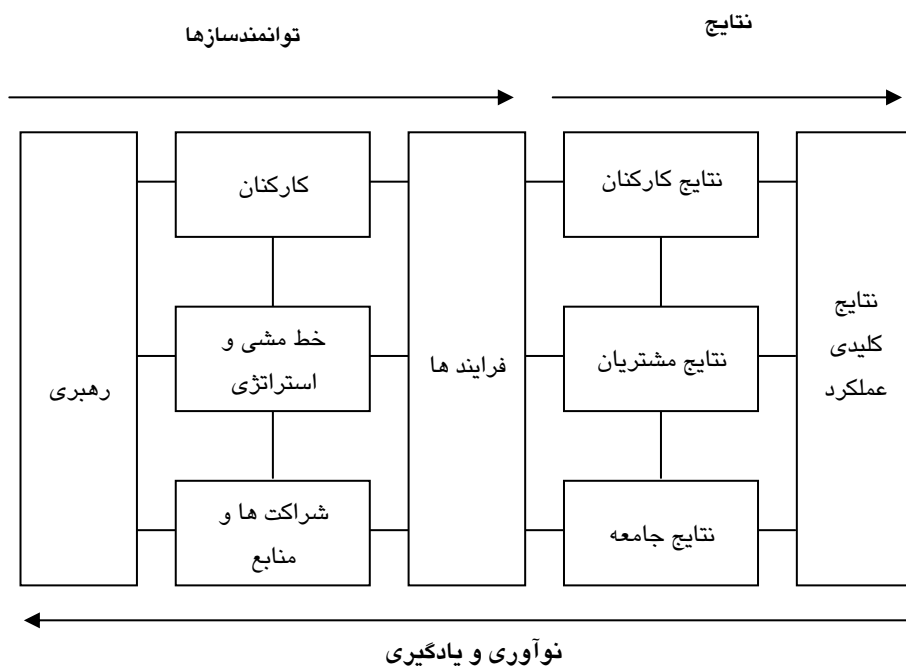 توانمندسازها
نتایج
رهبری
کارکنان
خط مشی و
استراتژی
شراکت ها و
منابع
فرایند ها
نتایج کارکنان
نتایج مشتریان
نتایج جامعه
نتایج
کلیدی
عملکرد
نوآوری و یادگیری